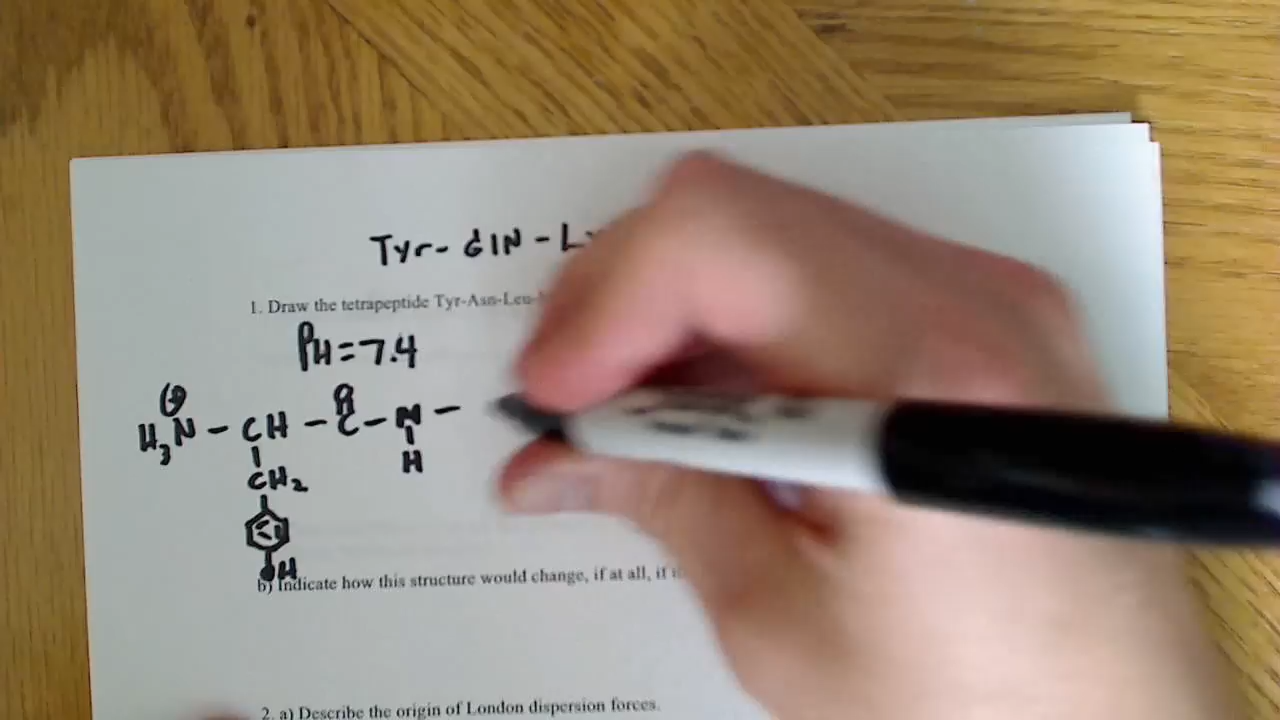 Tyr- GlN - L
1. Draw the tetrapeptide Tyr-Asn-Leu-
PH=7.4
H3N⊕ - CH - C - N -
O
H
CH2
OH
b) Indicate how this structure would change, if at all, if
2. a) Describe the origin of London dispersion forces.